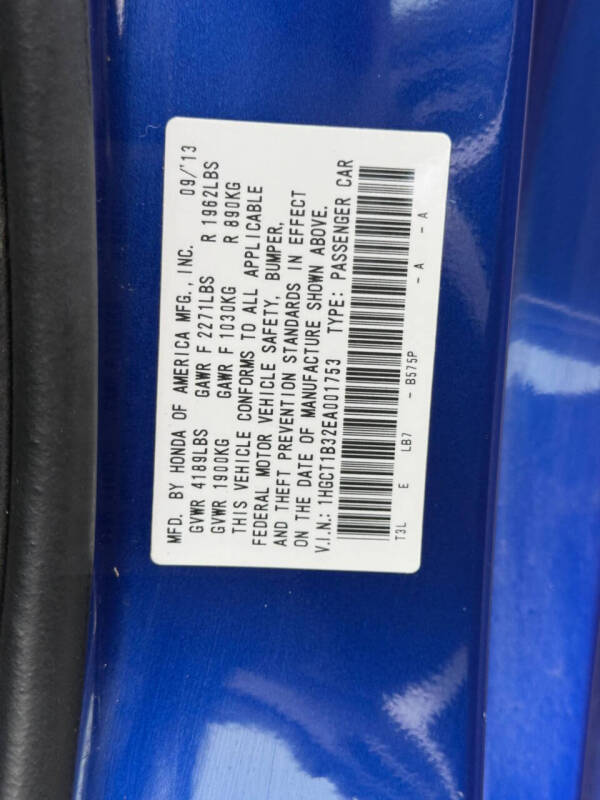 MFD. BY HONDA OF AMERICA MFG., INC. 09/'13
GVWR 4189LBS GAWR F 2271LBS R 1962LBS
GVWR 1900KG GAWR F 1030KG R 890KG
THIS VEHICLE CONFORMS TO ALL APPLICABLE
FEDERAL MOTOR VEHICLE SAFETY, BUMPER,
AND THEFT PREVENTION STANDARDS IN EFFECT
ON THE DATE OF MANUFACTURE SHOWN ABOVE.
V.I.N.: 1HGCT1B32EA001753 TYPE: PASSENGER CAR
T3L E LB7 - B575P - A - A